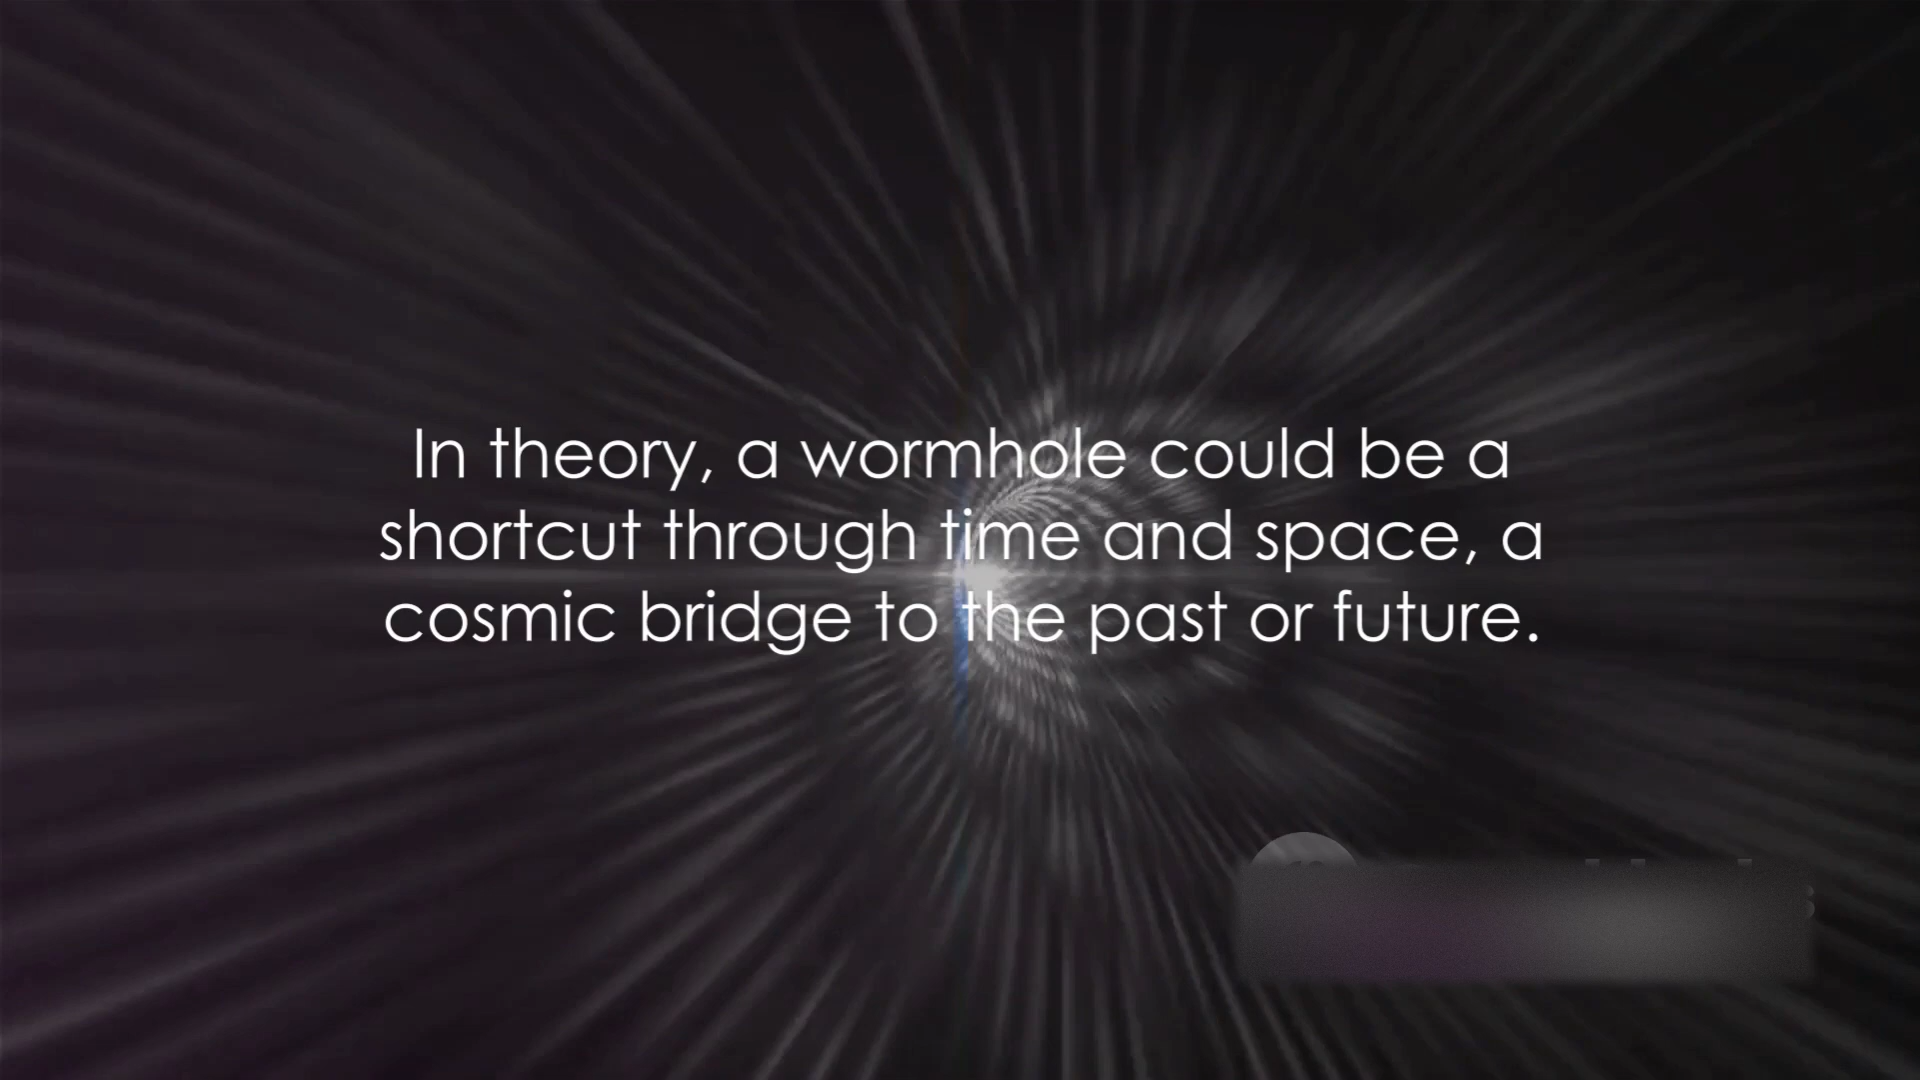 In theory, a wormhole could be a
shortcut through time and space, a
cosmic bridge to the past or future.